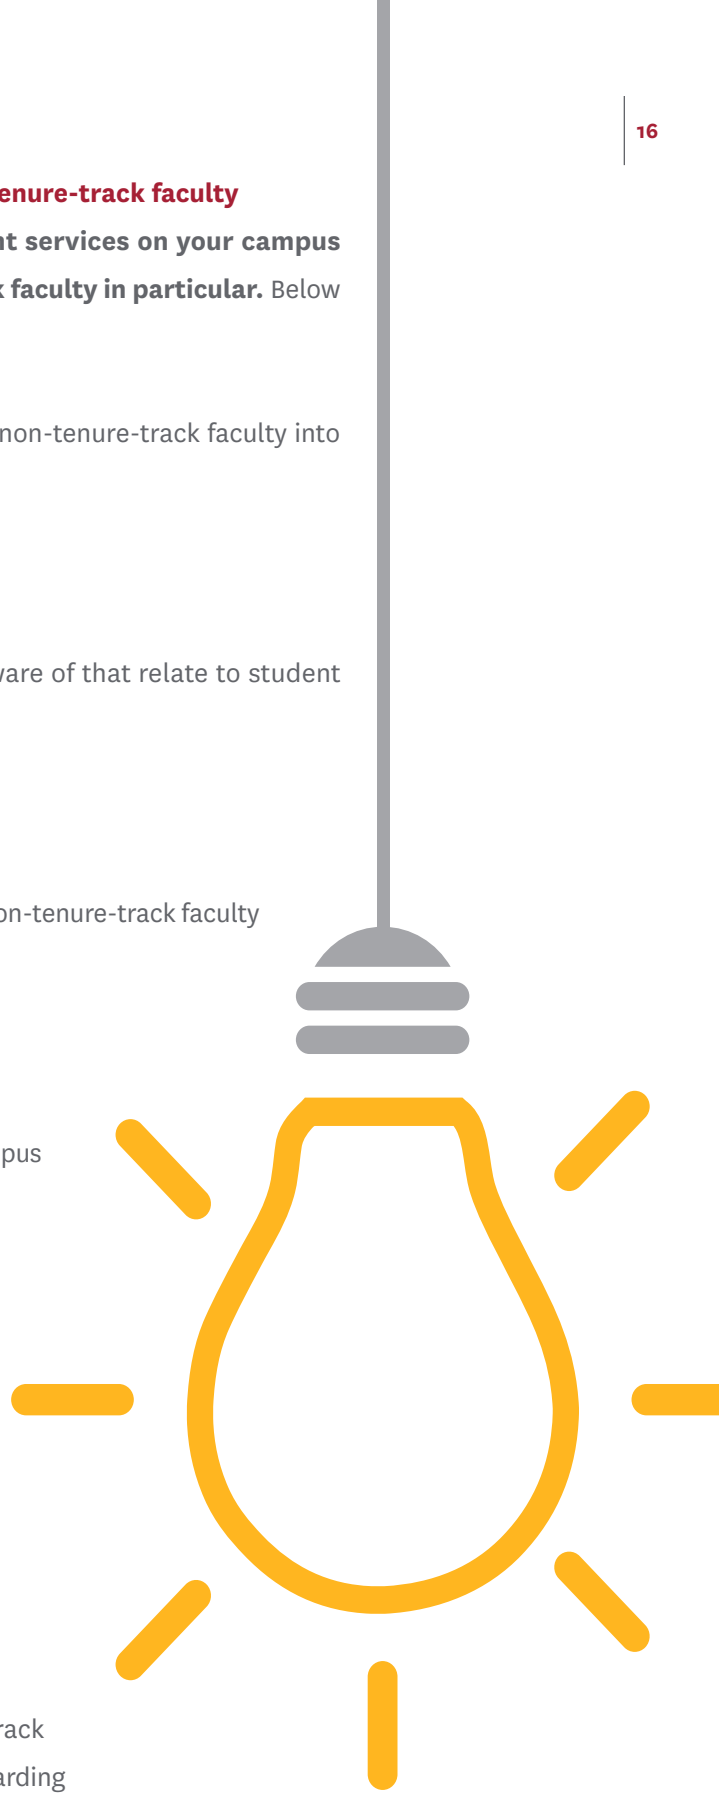 16
enure-track faculty
nt services on your campus
k faculty in particular. Below
non-tenure-track faculty into
vare of that relate to student
on-tenure-track faculty
pus
rack
arding